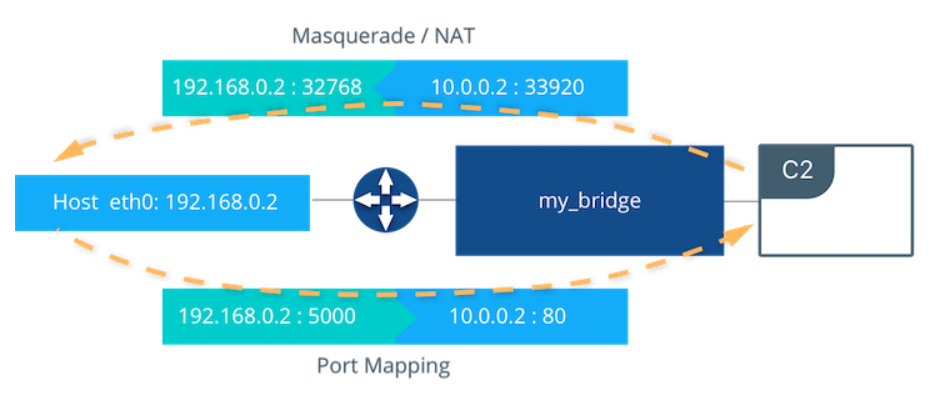 Masquerade / NAT
192.168.0.2 : 32768
10.0.0.2 : 33920
C2
Host eth0: 192.168.0.2
my_bridge
192.168.0.2 : 5000
10.0.0.2 : 80
Port Mapping